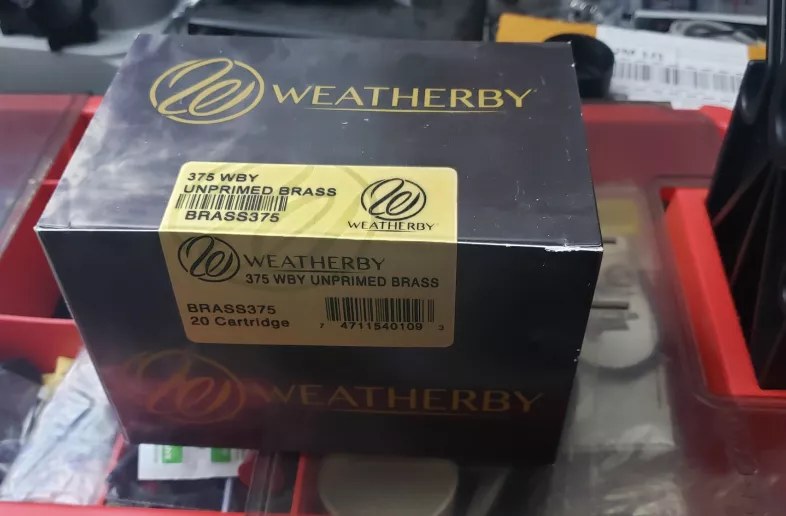 WEATHERBY
375 WBY
UNPRIMED BRASS
BRASS375
WEATHERBY
WEATHERBY
375 WBY UNPRIMED BRASS
BRASS375
20 Cartridge
7 4711540109 3
WEATHERBY